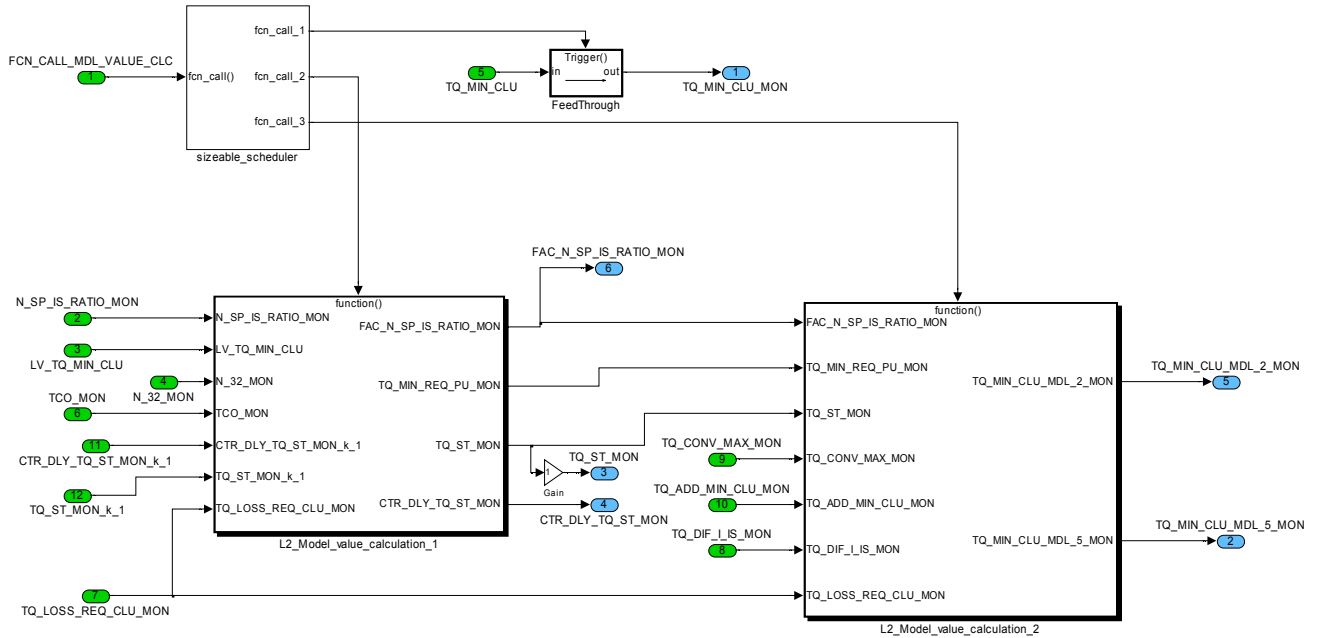 FCN_CALL_MDL_VALUE_CLC
1
fcn_call()
fcn_call_1
fcn_call_2
fcn_call_3
sizeable_scheduler
5
TQ_MIN_CLU
Trigger()
in
out
FeedThrough
1
TQ_MIN_CLU_MON
FAC_N_SP_IS_RATIO_MON
6
N_SP_IS_RATIO_MON
2
3
LV_TQ_MIN_CLU
4
N_32_MON
TCO_MON
6
11
CTR_DLY_TQ_ST_MON_k_1
12
TQ_ST_MON_k_1
7
TQ_LOSS_REQ_CLU_MON
function()
N_SP_IS_RATIO_MON
LV_TQ_MIN_CLU
N_32_MON
TCO_MON
CTR_DLY_TQ_ST_MON_k_1
TQ_ST_MON_k_1
TQ_LOSS_REQ_CLU_MON
FAC_N_SP_IS_RATIO_MON
TQ_MIN_REQ_PU_MON
TQ_ST_MON
CTR_DLY_TQ_ST_MON
L2_Model_value_calculation_1
1
Gain
TQ_ST_MON
3
4
CTR_DLY_TQ_ST_MON
TQ_CONV_MAX_MON
9
TQ_ADD_MIN_CLU_MON
10
TQ_DIF_I_IS_MON
8
function()
FAC_N_SP_IS_RATIO_MON
TQ_MIN_REQ_PU_MON
TQ_ST_MON
TQ_CONV_MAX_MON
TQ_ADD_MIN_CLU_MON
TQ_DIF_I_IS_MON
TQ_LOSS_REQ_CLU_MON
TQ_MIN_CLU_MDL_2_MON
TQ_MIN_CLU_MDL_5_MON
L2_Model_value_calculation_2
TQ_MIN_CLU_MDL_2_MON
5
TQ_MIN_CLU_MDL_5_MON
2